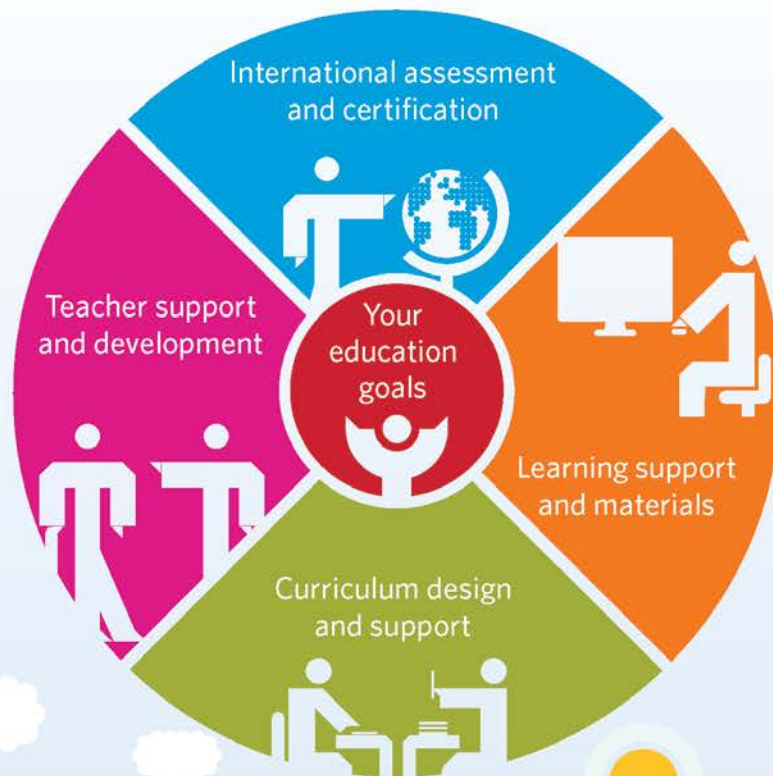 International assessment
and certification
Teacher support
and development
Your
education
goals
Learning support
and materials
Curriculum design
and support